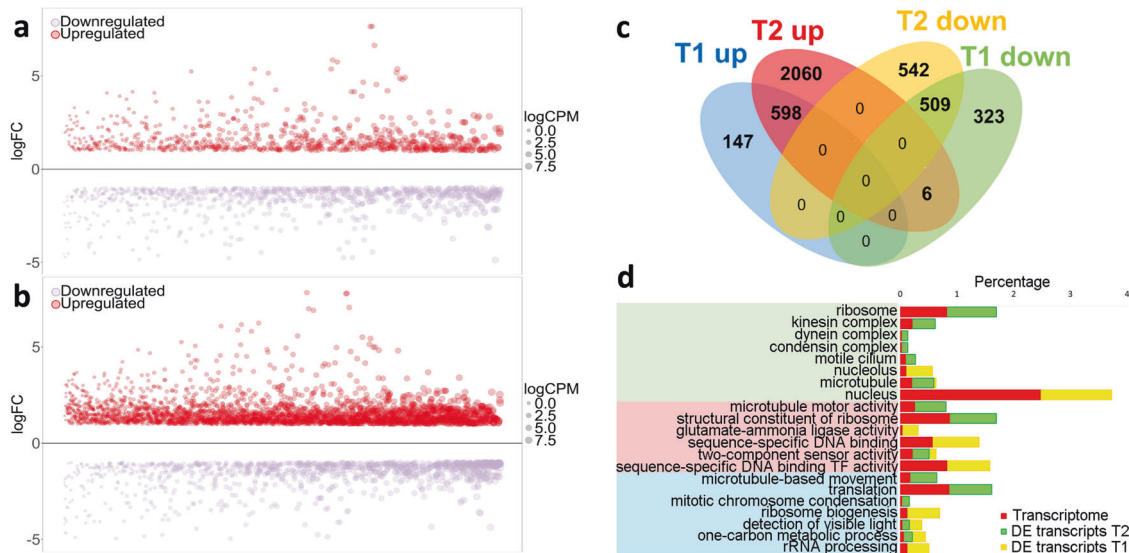 a
Downregulated
Upregulated
5
0
-5
logFC
logCPM
0.0
2.5
5.0
7.5
b
Downregulated
Upregulated
5
0
-5
logFC
logCPM
0.0
2.5
5.0
7.5
c
T1 up
T2 up
T2 down
T1 down
2060
542
598
0
509
323
147
0
0
0
6
0
0
0
0
d
Percentage
0 1 2 3 4
ribosome
kinesin complex
dynein complex
condensin complex
motile cilium
nucleolus
microtubule
nucleus
microtubule motor activity
structural constituent of ribosome
glutamate-ammonia ligase activity
sequence-specific DNA binding
two-component sensor activity
sequence-specific DNA binding TF activity
microtubule-based movement
translation
mitotic chromosome condensation
ribosome biogenesis
detection of visible light
one-carbon metabolic process
rRNA processing
Transcriptome
DE transcripts T2
DE transcripts T1